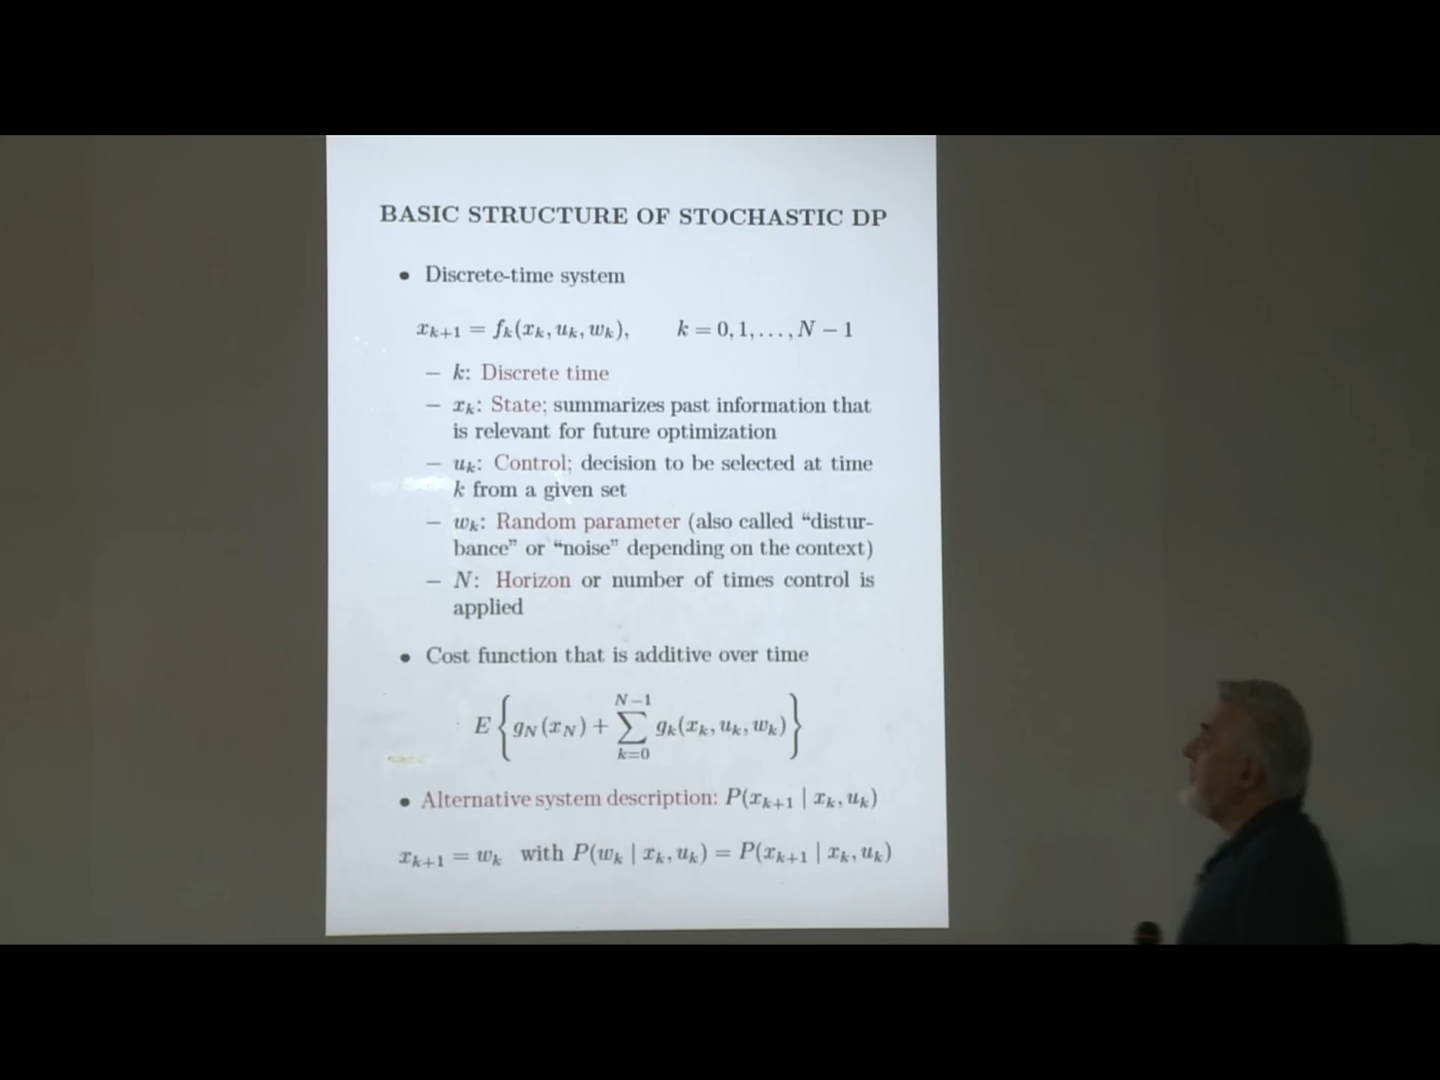 BASIC STRUCTURE OF STOCHASTIC DP
• Discrete-time system
x_{k+1} = f_k(x_k, u_k, w_k), k = 0, 1, . . . , N − 1
– k: Discrete time
– x_k: State; summarizes past information that
is relevant for future optimization
– u_k: Control; decision to be selected at time
k from a given set
– w_k: Random parameter (also called “distur-
bance” or “noise” depending on the context)
– N: Horizon or number of times control is
applied
• Cost function that is additive over time
E { g_N(x_N) + \sum_{k=0}^{N−1} g_k(x_k, u_k, w_k) }
• Alternative system description: P(x_{k+1} | x_k, u_k)
x_{k+1} = w_k with P(w_k | x_k, u_k) = P(x_{k+1} | x_k, u_k)